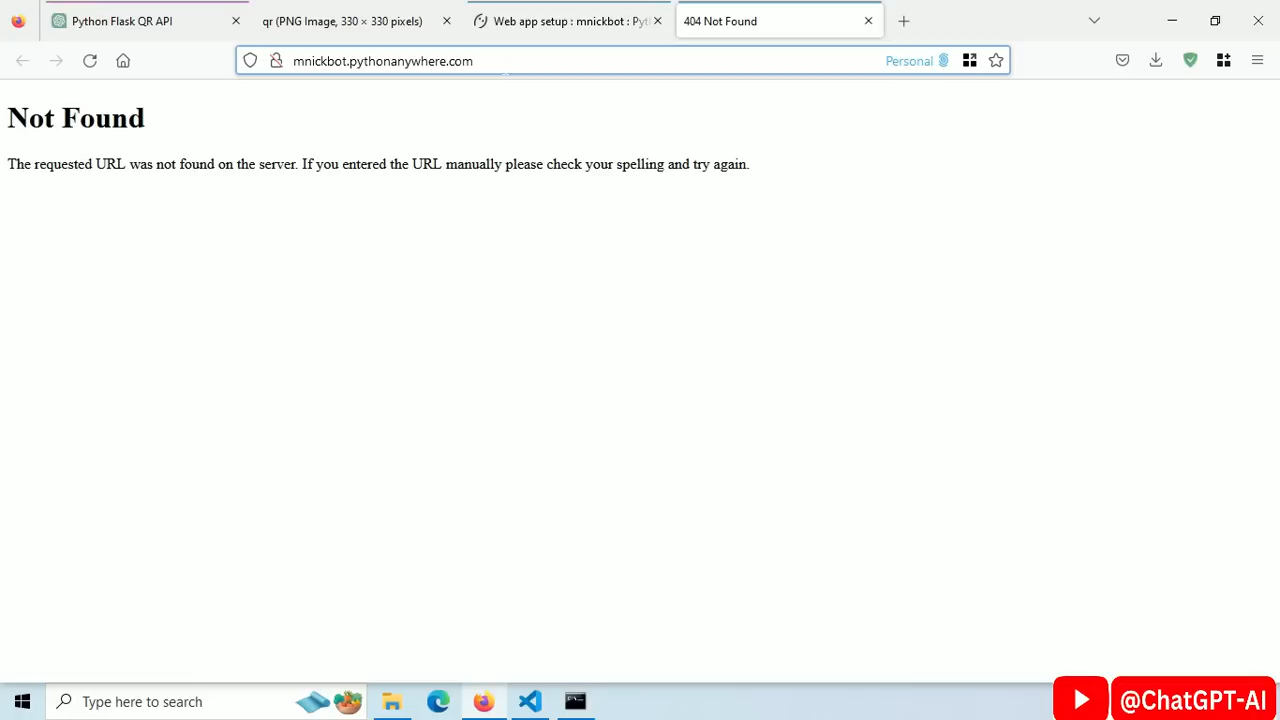 Python Flask QR API
qr (PNG Image, 330 × 330 pixels)
Web app setup : mnickbot : Pyt
404 Not Found
mnickbot.pythonanywhere.com
Personal
Not Found
The requested URL was not found on the server. If you entered the URL manually please check your spelling and try again.
Type here to search
@ChatGPT-AI